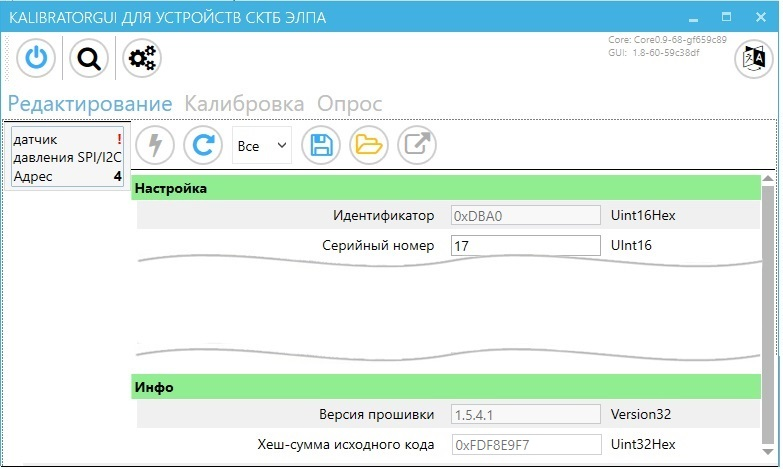 KALIBRATORGUI ДЛЯ УСТРОЙСТВ СКТБ ЭЛПА
Core: Core0.9-68-gf659c89
GUI: 1.8-60-59c38df
Редактирование Калибровка Опрос
датчик !
давления SPI/I2C
Адрес 4
Все
Настройка
Идентификатор 0xDBA0 Uint16Hex
Серийный номер 17 UInt16
Инфо
Версия прошивки 1.5.4.1 Version32
Хеш-сумма исходного кода 0xFDF8E9F7 Uint32Hex